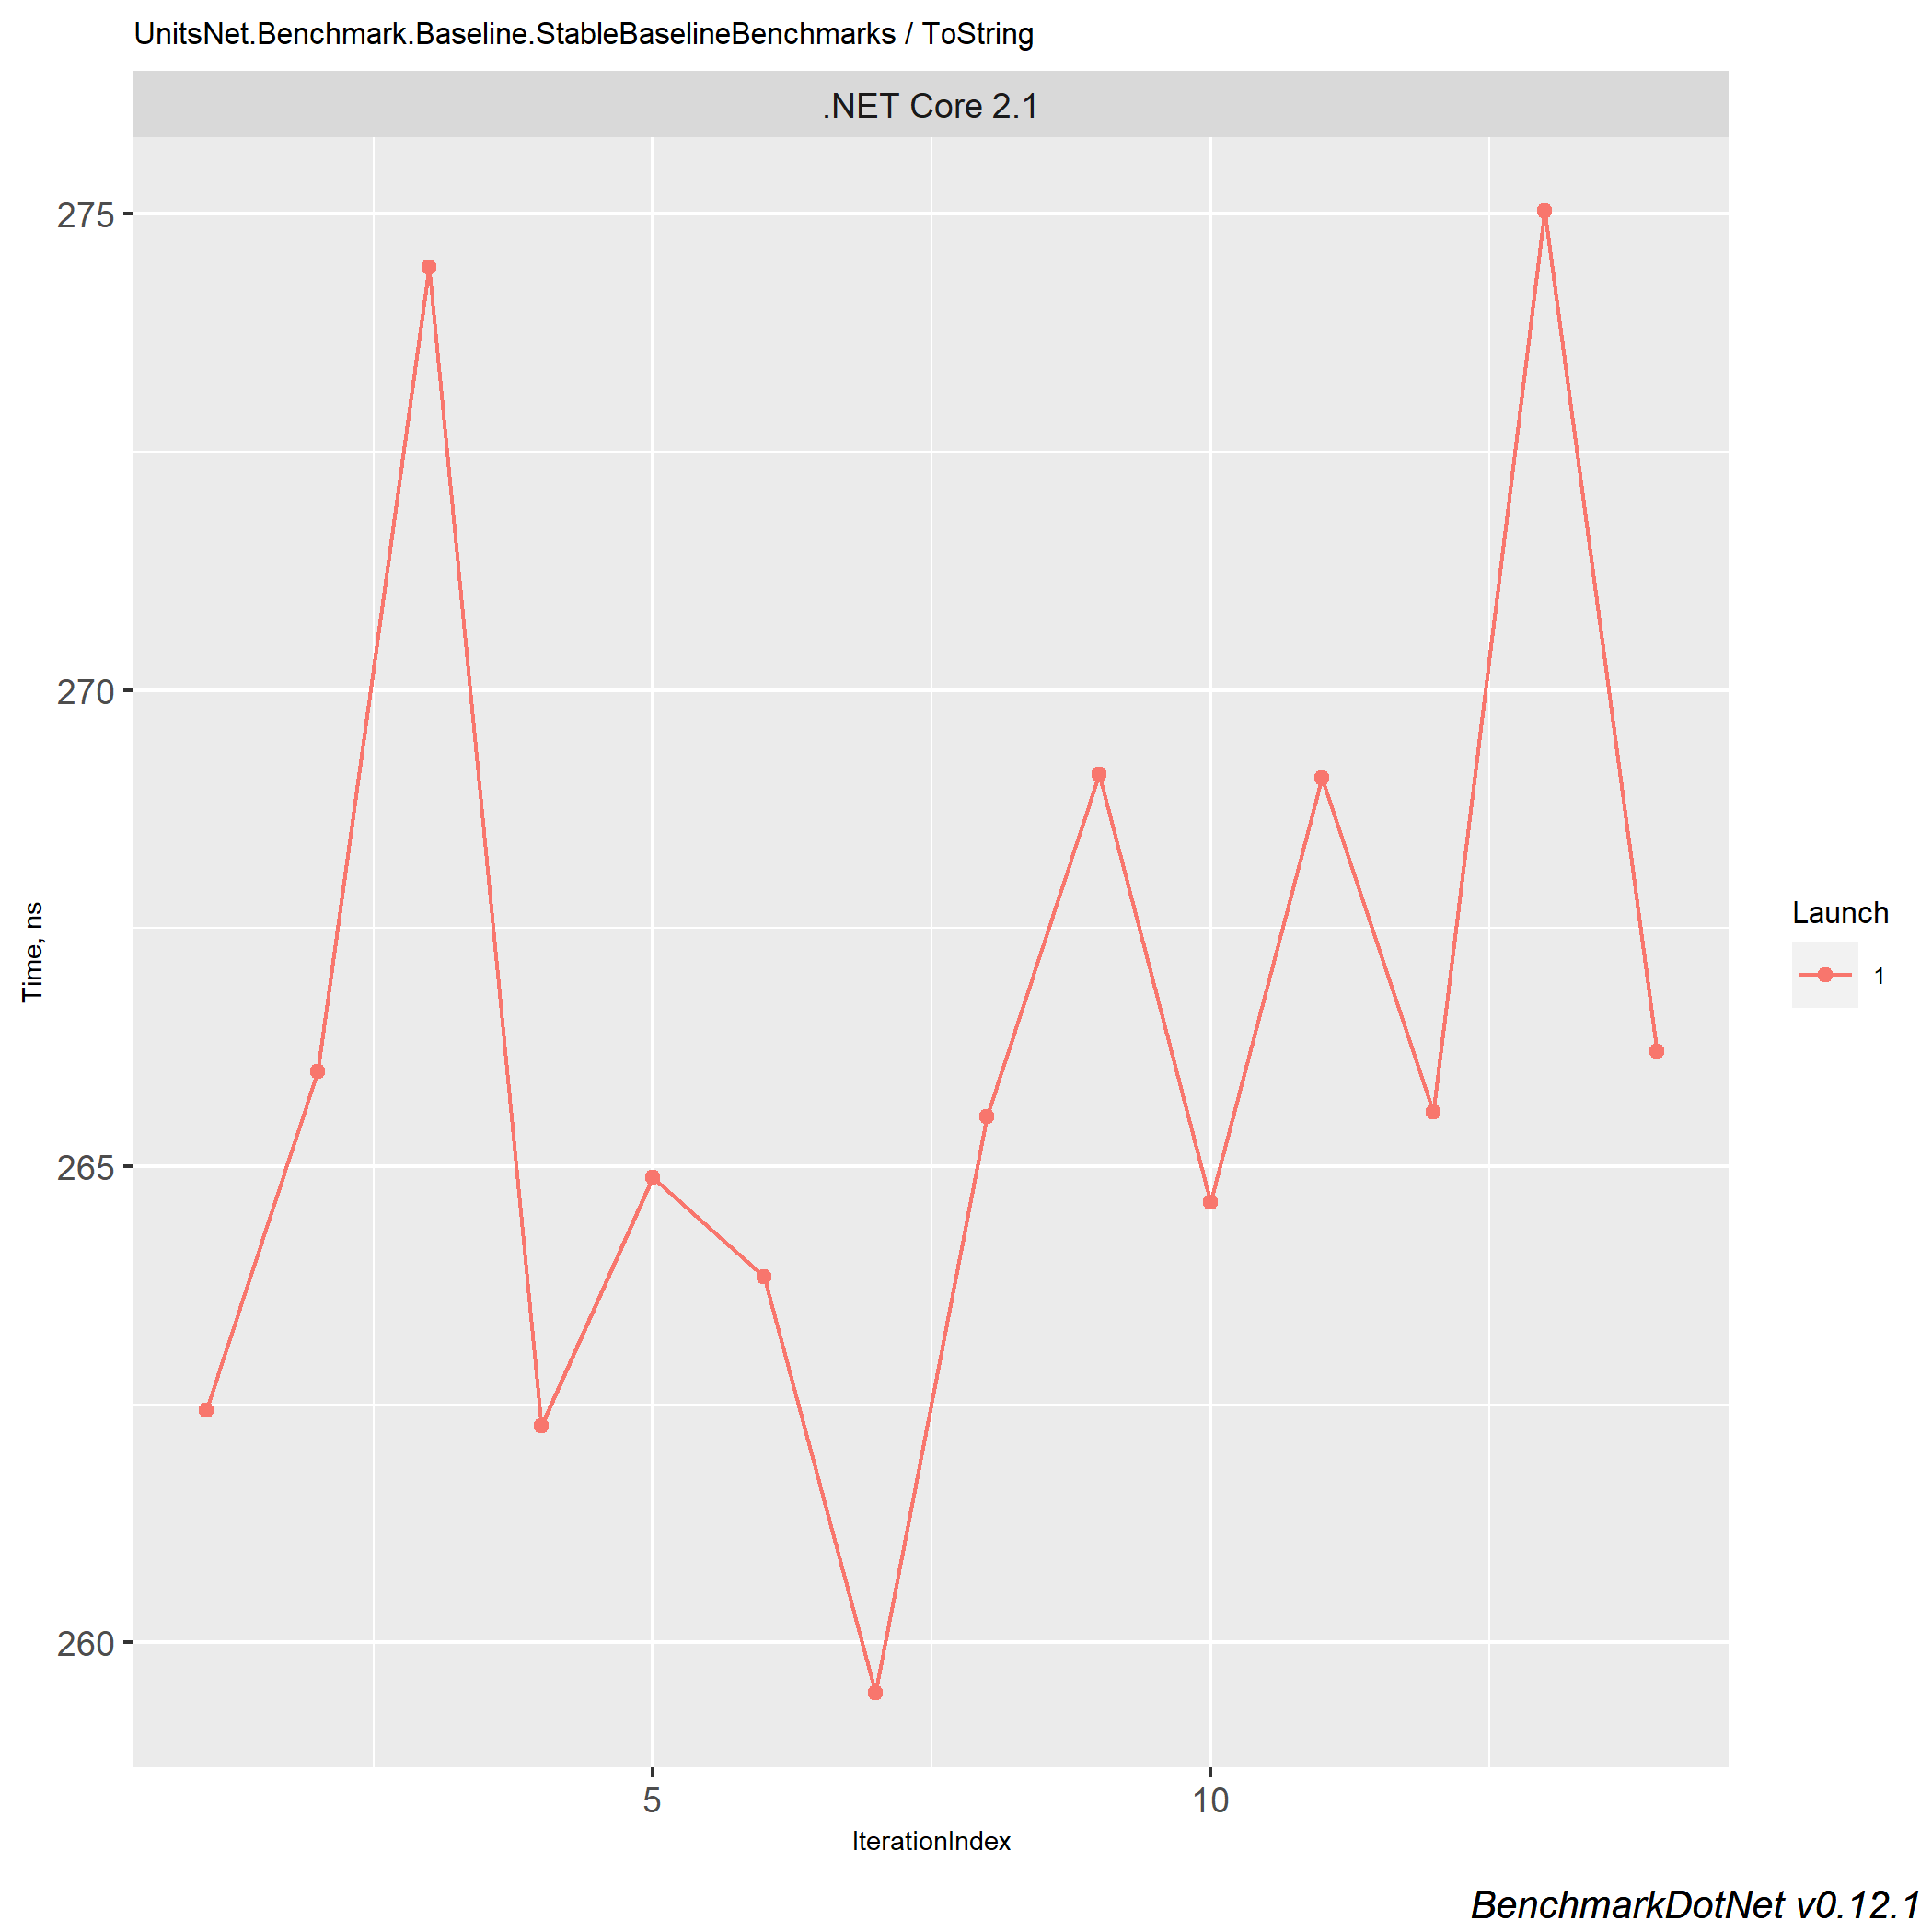 UnitsNet.Benchmark.Baseline.StableBaselineBenchmarks / ToString
.NET Core 2.1
275
270
265
260
Time, ns
5
10
IterationIndex
Launch
1
BenchmarkDotNet v0.12.1